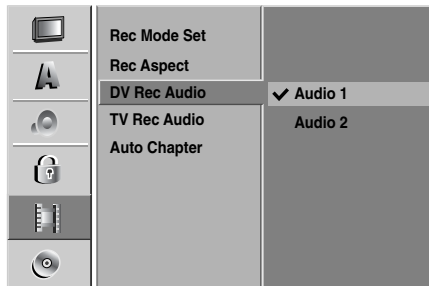 Rec Mode Set
Rec Aspect
DV Rec Audio
TV Rec Audio
Auto Chapter
✔ Audio 1
Audio 2